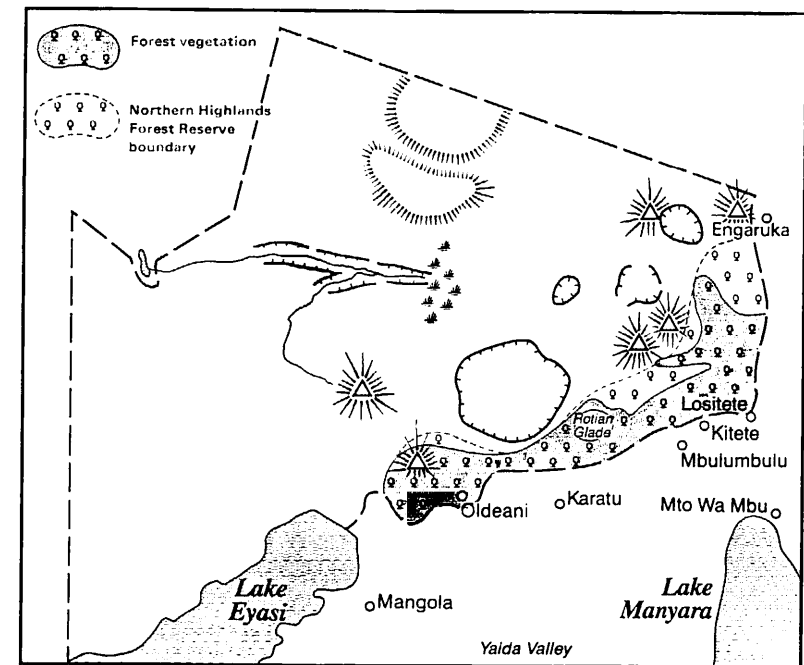 Forest vegetation
Northern Highlands
Forest Reserve
boundary
Engaruka
Lositete
Rotian
Glade
Kitete
Mbulumbulu
Oldeani
Karatu
Mto Wa Mbu
Lake
Eyasi
Mangola
Lake
Manyara
Yaida Valley